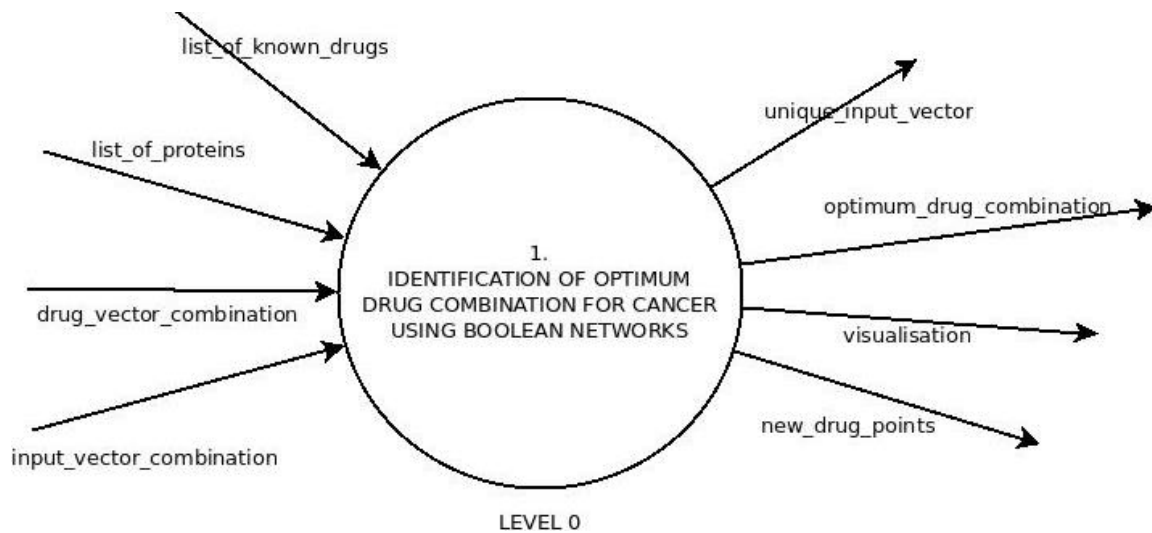 list_of_known_drugs
unique_input_vector
list_of_proteins
optimum_drug_combination
1.
IDENTIFICATION OF OPTIMUM
DRUG COMBINATION FOR CANCER
USING BOOLEAN NETWORKS
drug_vector_combination
visualisation
new_drug_points
input_vector_combination
LEVEL 0